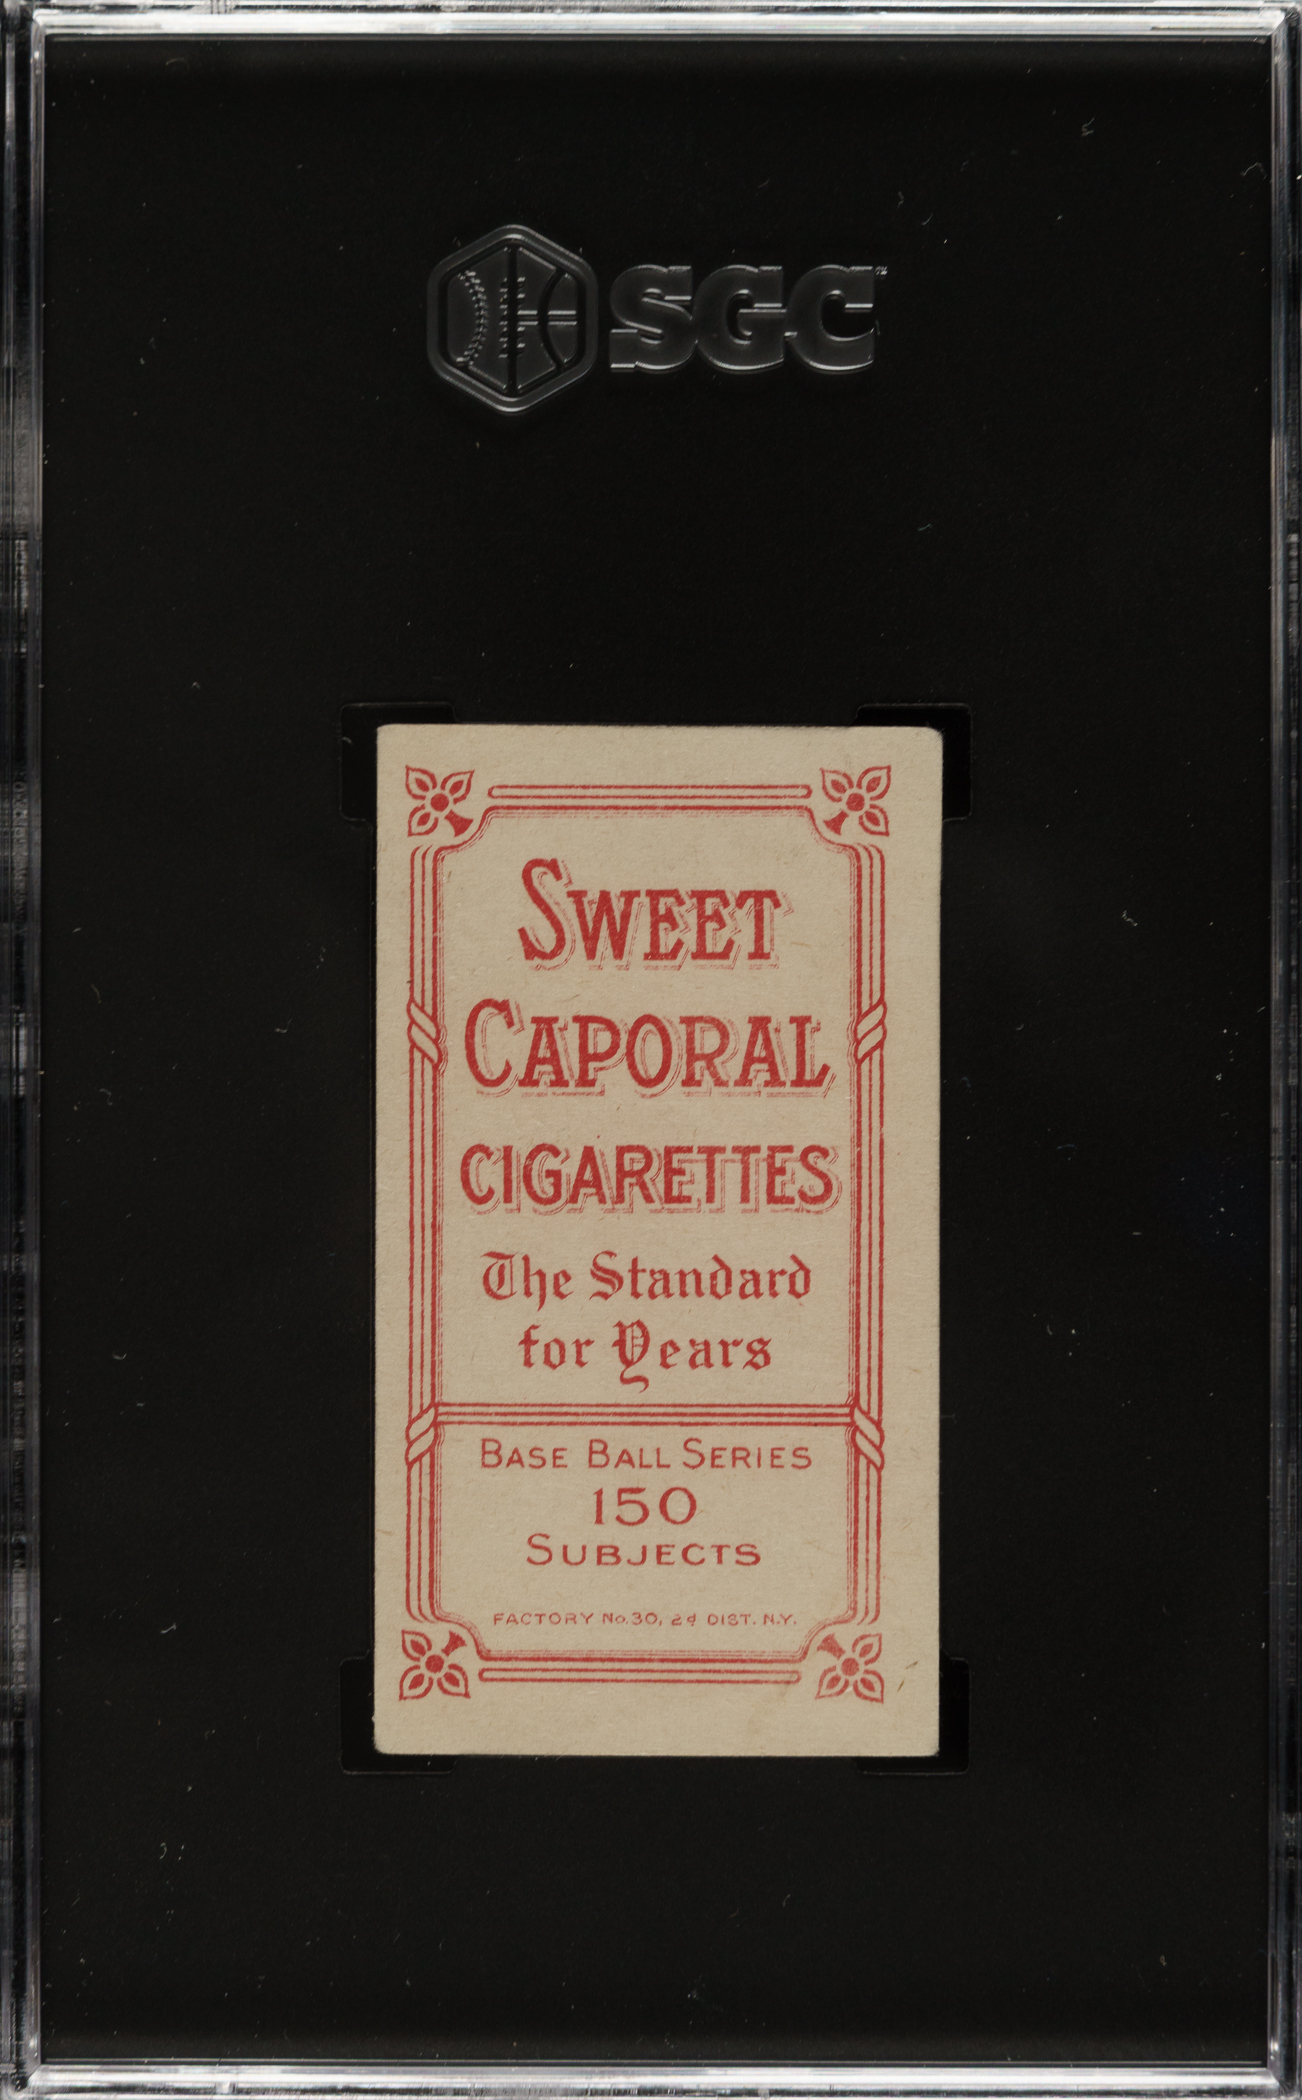 SGC
SWEET
CAPORAL
CIGARETTES
The Standard
for Years
BASE BALL SERIES
150
SUBJECTS
FACTORY No. 30, 2d DIST. N.Y.